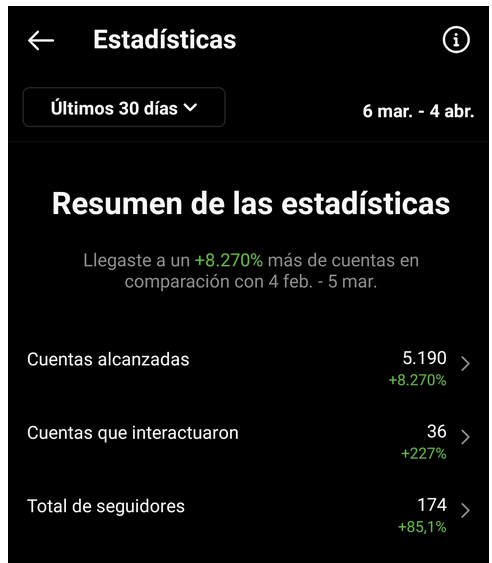 Estadísticas
Últimos 30 días
6 mar. - 4 abr.
Resumen de las estadísticas
Llegaste a un +8.270% más de cuentas en
comparación con 4 feb. - 5 mar.
Cuentas alcanzadas
5.190
+8.270%
Cuentas que interactuaron
36
+227%
Total de seguidores
174
+85,1%